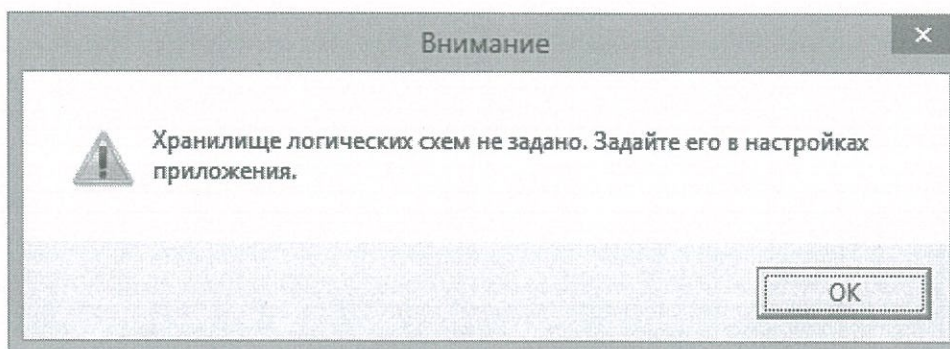 Внимание
Хранилище логических схем не задано. Задайте его в настройках
приложения.
OK